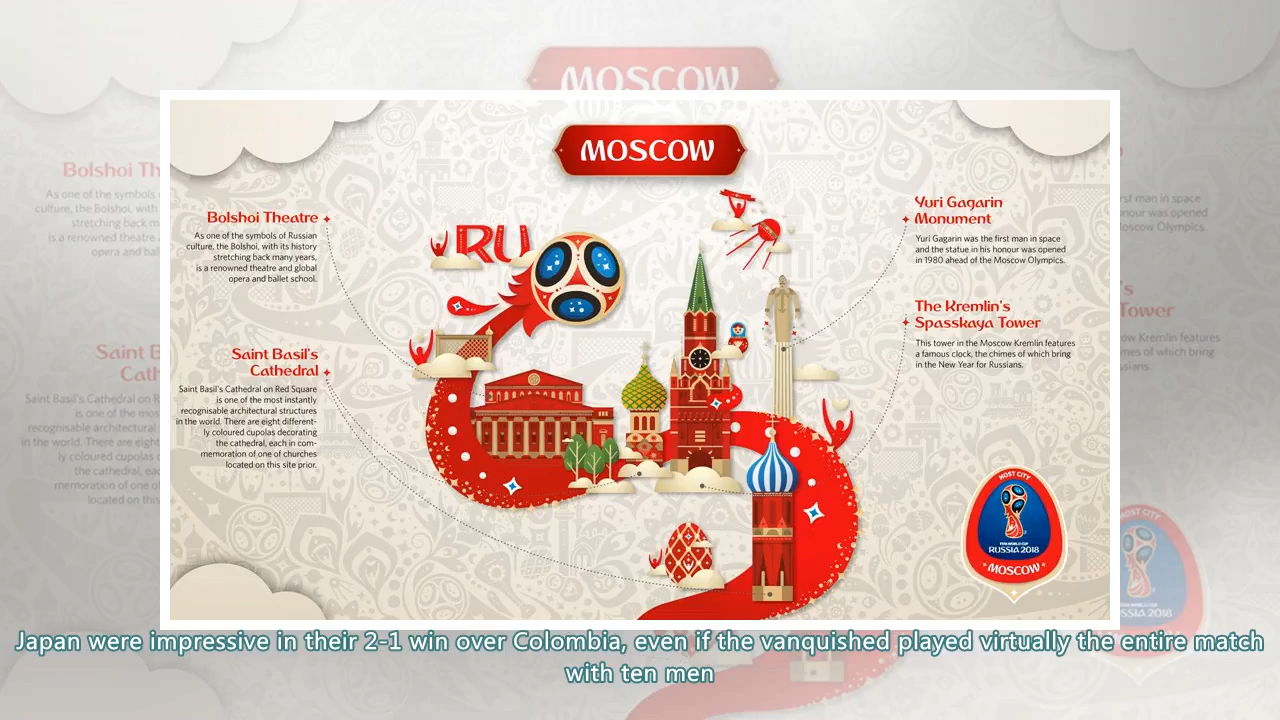 MOSCOW
MOSCOW
Bolshoi Theatre
As one of the symbols of Russian
culture, the Bolshoi, with its history
stretching back many years,
is a renowned theatre and global
opera and ballet school.
Saint Basil's
Cathedral
Saint Basil's Cathedral on Red Square
is one of the most instantly
recognisable architectural structures
in the world. There are eight different-
ly coloured cupolas decorating
the cathedral, each in com-
memoration of one of churches
located on this site prior.
RU
Yuri Gagarin
Monument
Yuri Gagarin was the first man in space
and the statue in his honour was opened
in 1980 ahead of the Moscow Olympics.
The Kremlin's
Spasskaya Tower
This tower in the Moscow Kremlin features
a famous clock, the chimes of which bring
in the New Year for Russians.
HOST CITY
FIFA WORLD CUP
RUSSIA 2018
MOSCOW
Japan were impressive in their 2-1 win over Colombia, even if the vanquished played virtually the entire match
with ten men